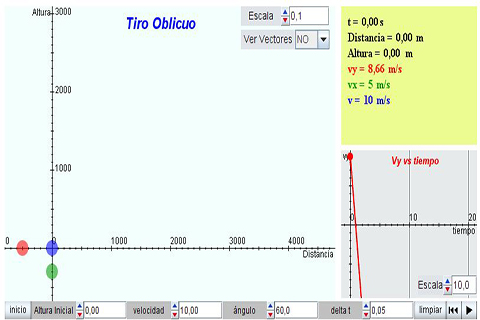 Altura
3000
2000
1000
0
0
1000
2000
3000
4000
Distancia
Tiro Oblicuo
Escala
0,1
Ver Vectores
NO
t = 0,00 s
Distancia = 0,00 m
Altura = 0,00 m
vy = 8,66 m/s
vx = 5 m/s
v = 10 m/s
vy
Vy vs tiempo
0
10
20
tiempo
Escala
10,0
inicio
Altura Inicial
0,00
velocidad
10,00
ángulo
60,0
delta t
0,05
limpiar